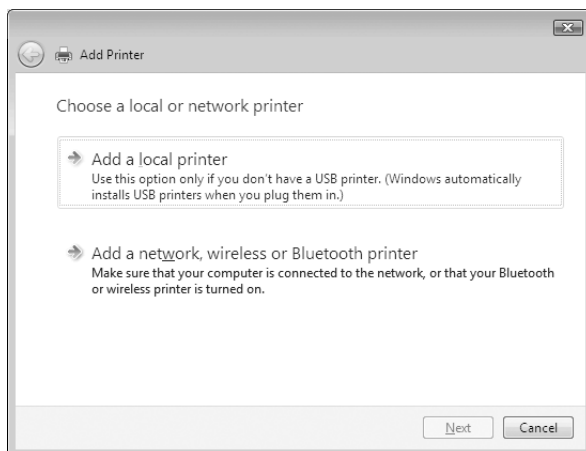 Add Printer
Choose a local or network printer
Add a local printer
Use this option only if you don't have a USB printer. (Windows automatically
installs USB printers when you plug them in.)
Add a network, wireless or Bluetooth printer
Make sure that your computer is connected to the network, or that your Bluetooth
or wireless printer is turned on.
Next
Cancel